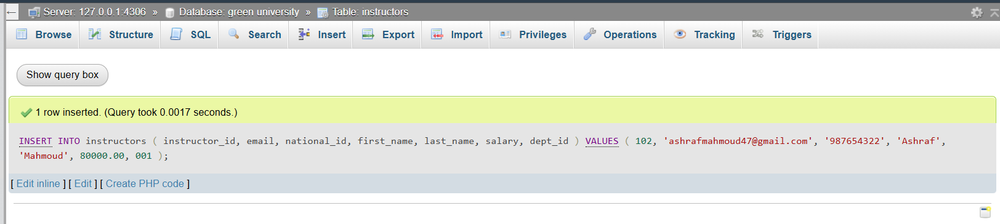 ← Server: 127.0.0.1:4306 » Database: green university » Table: instructors
Browse Structure SQL Search Insert Export Import Privileges Operations Tracking Triggers
Show query box
1 row inserted. (Query took 0.0017 seconds.)
INSERT INTO instructors ( instructor_id, email, national_id, first_name, last_name, salary, dept_id ) VALUES ( 102, 'ashrafmahmoud47@gmail.com', '987654322', 'Ashraf',
'Mahmoud', 80000.00, 001 );
[ Edit inline ] [ Edit ] [ Create PHP code ]